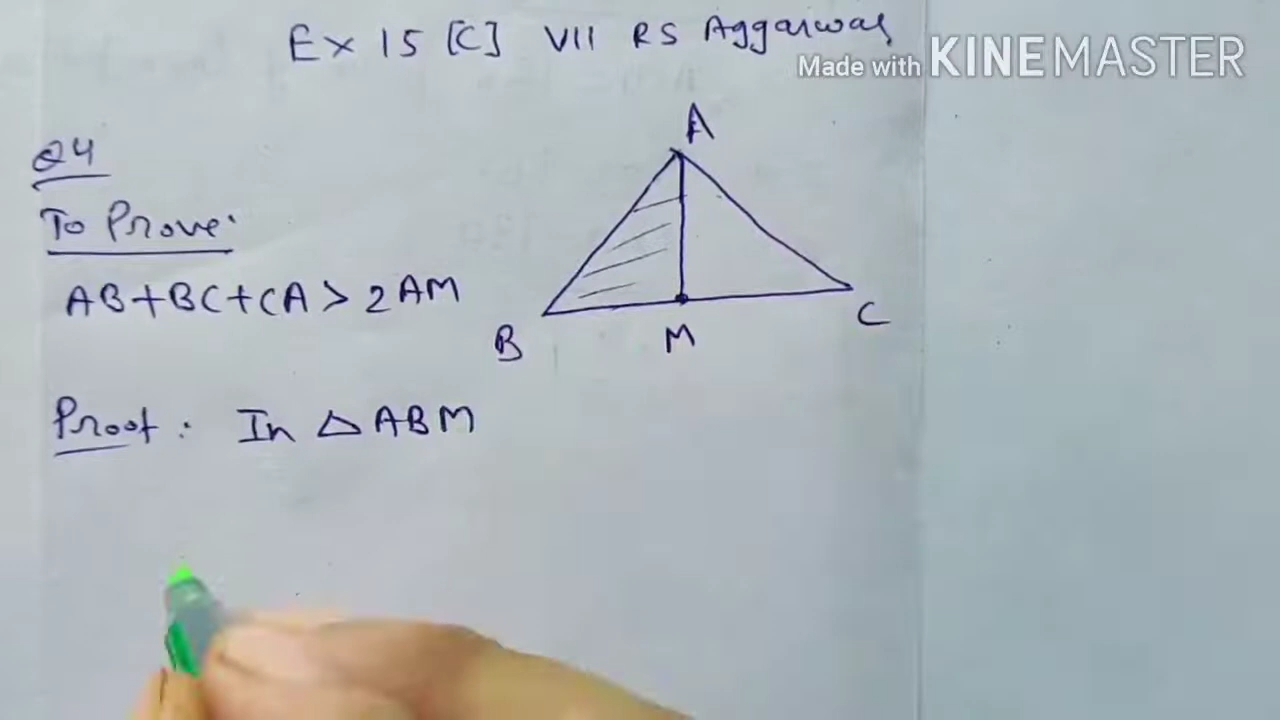 Ex 15 [C] VII RS Aggarwal
Made with KINEMASTER
Q4
To Prove:
AB+BC+CA > 2AM
A
B
M
C
Proof : In △ ABM